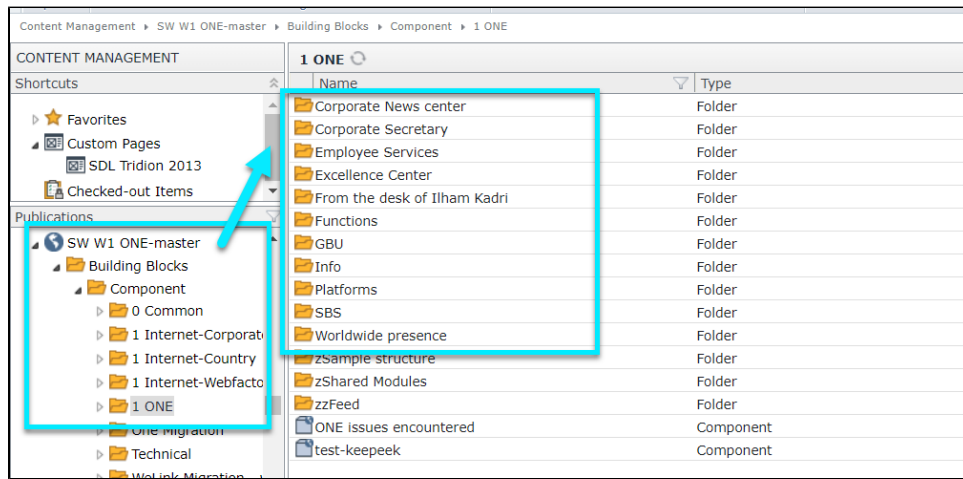 Content Management ▸ SW W1 ONE-master ▸ Building Blocks ▸ Component ▸ 1 ONE
CONTENT MANAGEMENT
Shortcuts
Favorites
Custom Pages
SDL Tridion 2013
Checked-out Items
Publications
SW W1 ONE-master
Building Blocks
Component
0 Common
1 Internet-Corporat
1 Internet-Country
1 Internet-Webfacto
1 ONE
One Migration
Technical
WeLink Migration
1 ONE
Name Type
Corporate News center Folder
Corporate Secretary Folder
Employee Services Folder
Excellence Center Folder
From the desk of Ilham Kadri Folder
Functions Folder
GBU Folder
Info Folder
Platforms Folder
SBS Folder
Worldwide presence Folder
zSample structure Folder
zShared Modules Folder
zzFeed Folder
ONE issues encountered Component
test-keepeek Component